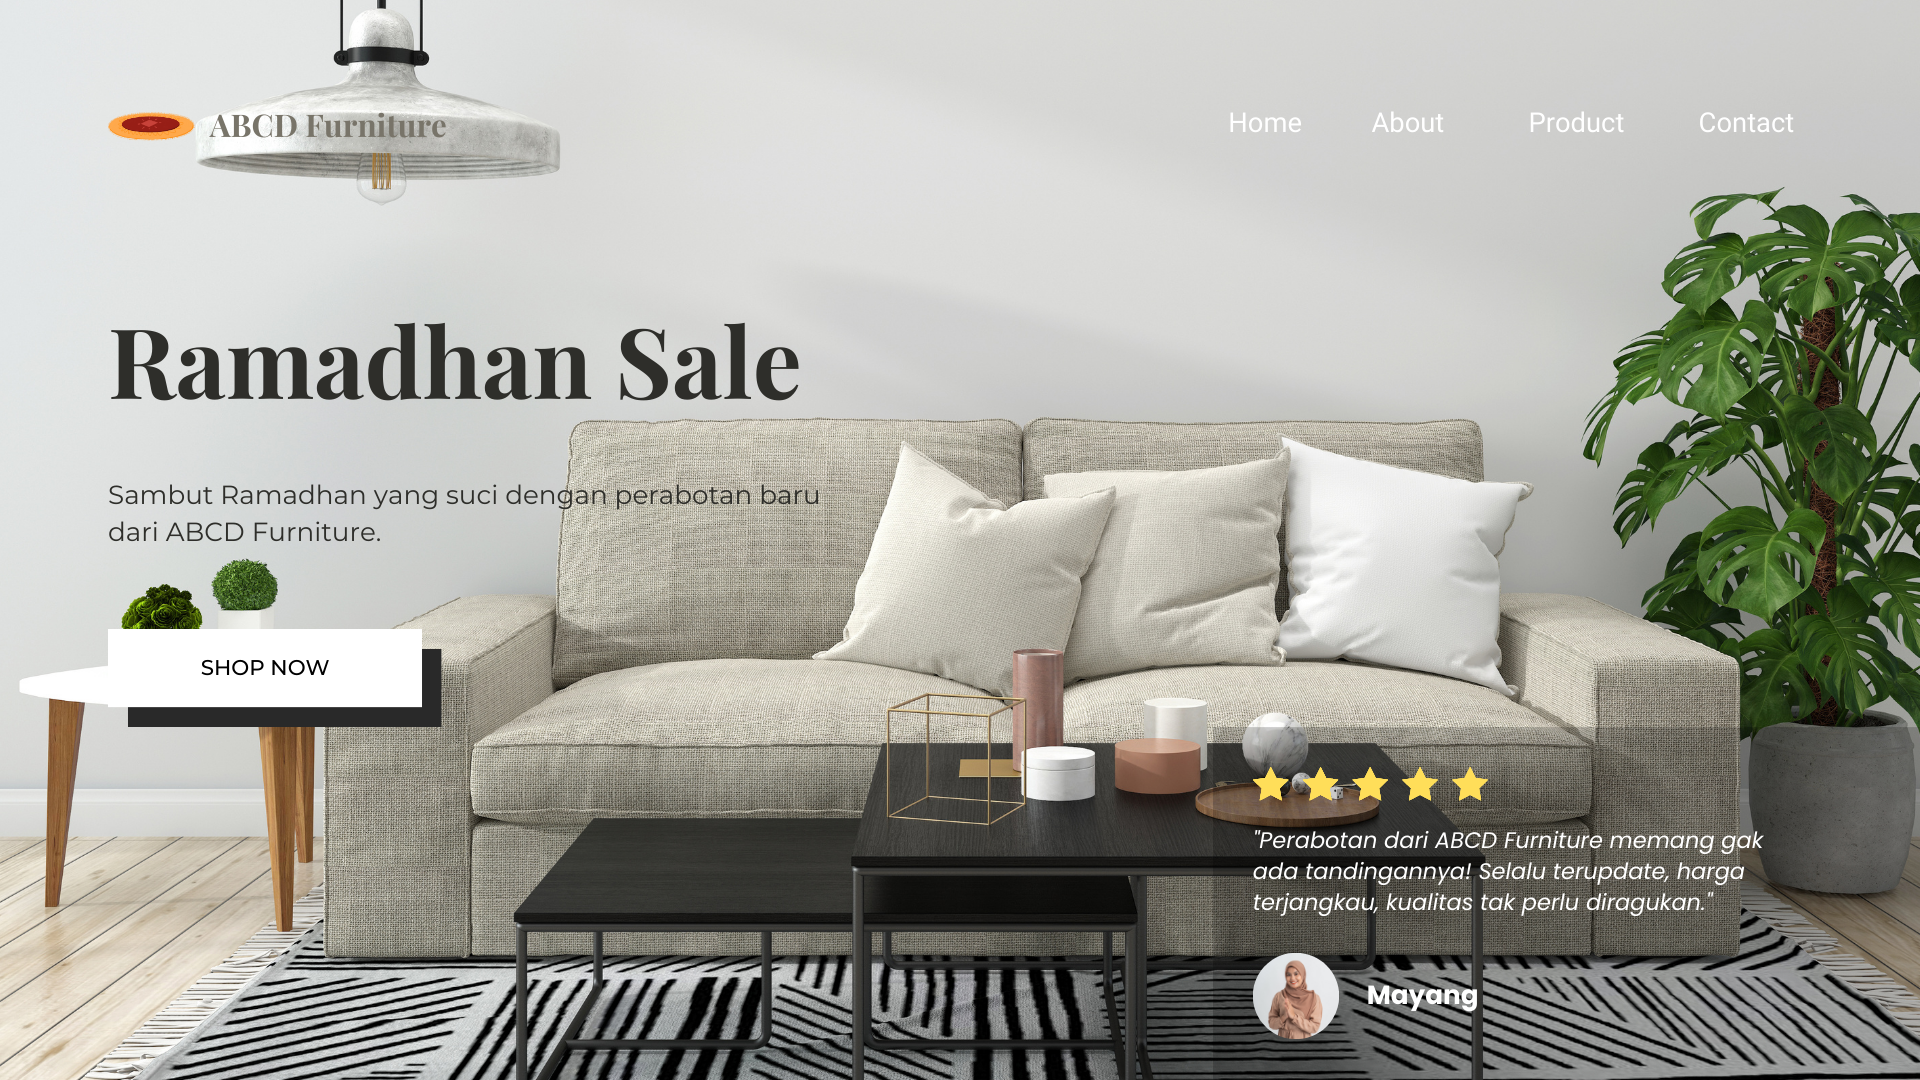 ABCD Furniture
Home
About
Product
Contact
Ramadhan Sale
Sambut Ramadhan yang suci dengan perabotan baru
dari ABCD Furniture.
SHOP NOW
"Perabotan dari ABCD Furniture memang gak
ada tandingannya! Selalu terupdate, harga
terjangkau, kualitas tak perlu diragukan."
Mayang